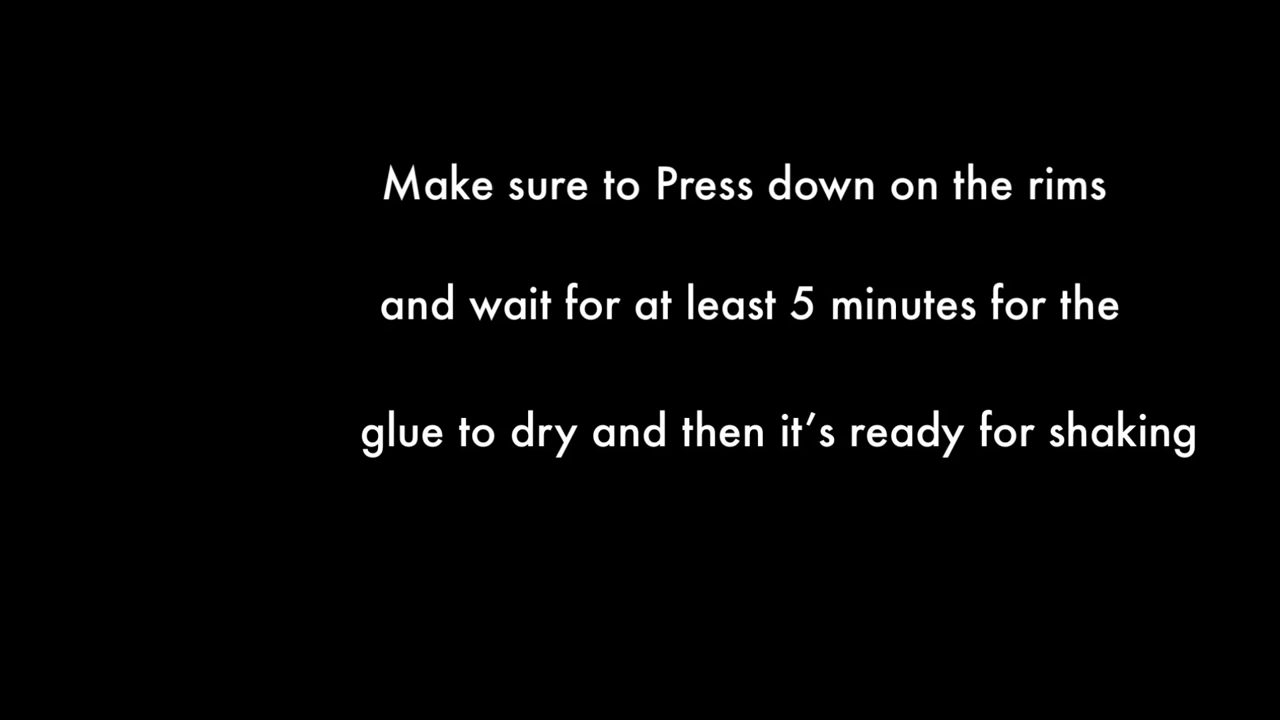 Make sure to Press down on the rims
and wait for at least 5 minutes for the
glue to dry and then it’s ready for shaking